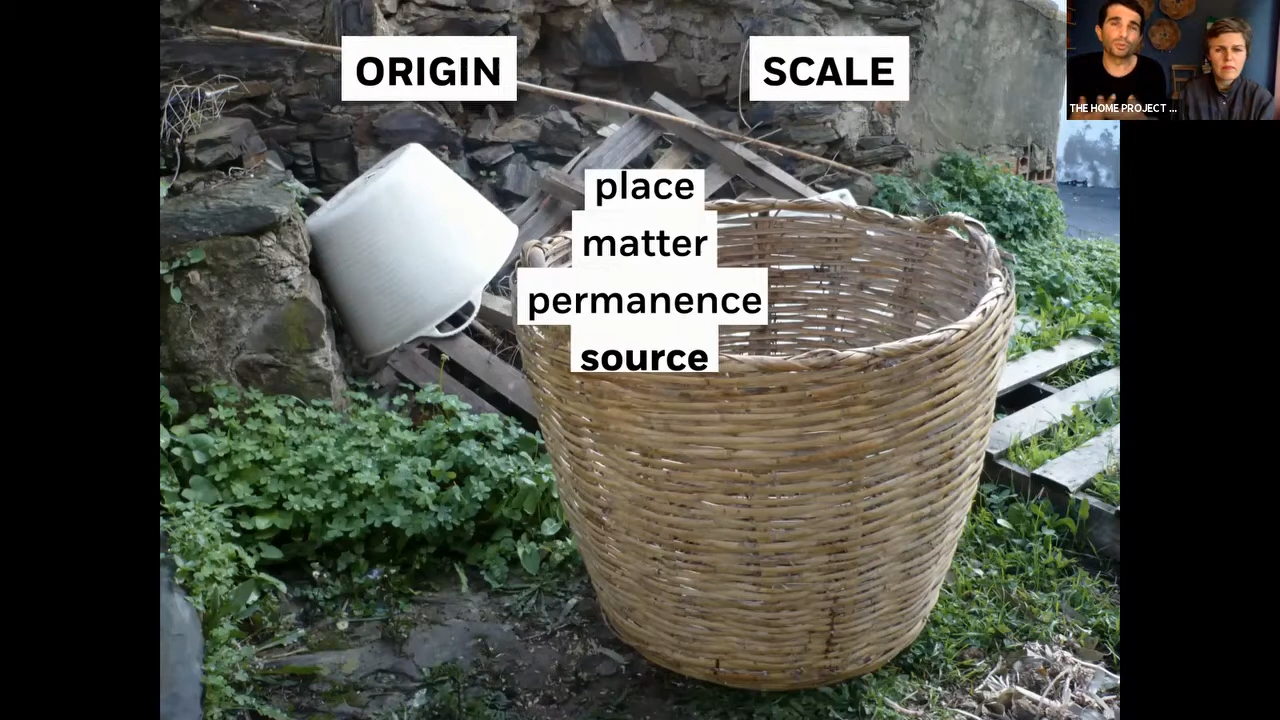 ORIGIN
SCALE
place
matter
permanence
source
THE HOME PROJECT ...